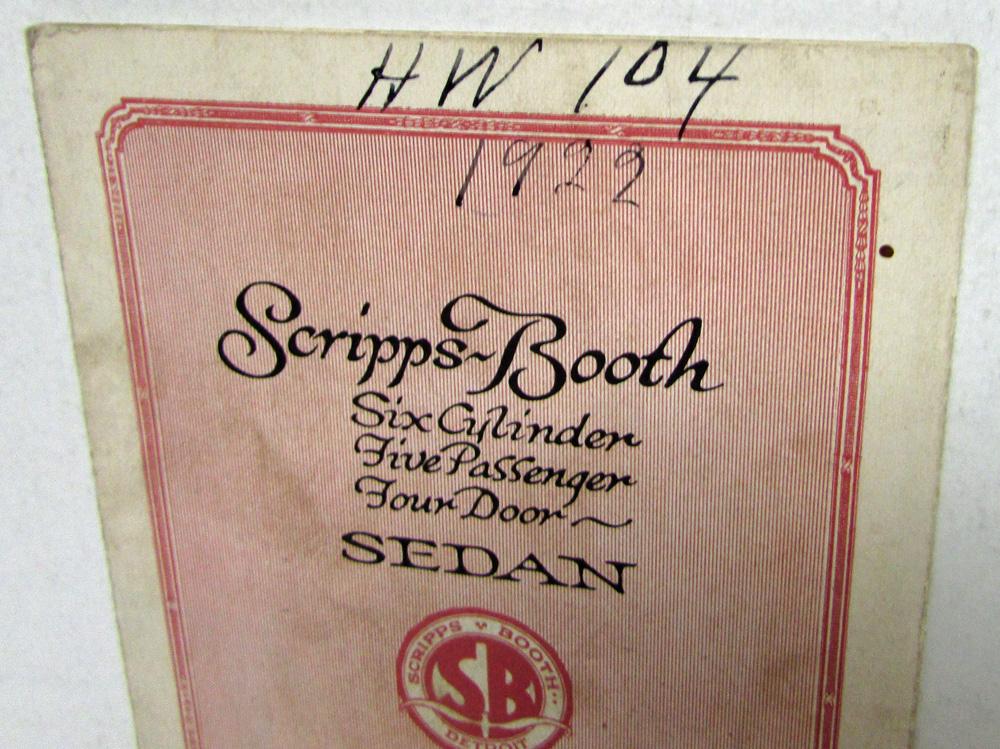 HW 104
1922
Scripps-Booth
Six Cylinder
Five Passenger
Four Door
SEDAN
SCRIPPS BOOTH
SB
DETROIT